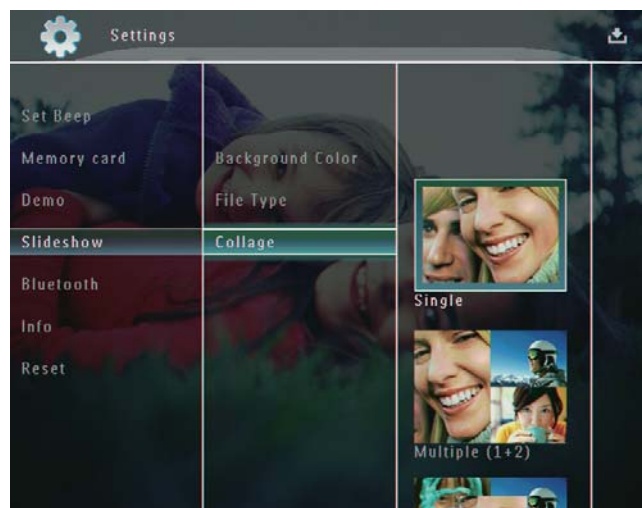 Settings
Set Beep
Memory card
Demo
Slideshow
Bluetooth
Info
Reset
Background Color
File Type
Collage
Single
Multiple (1+2)